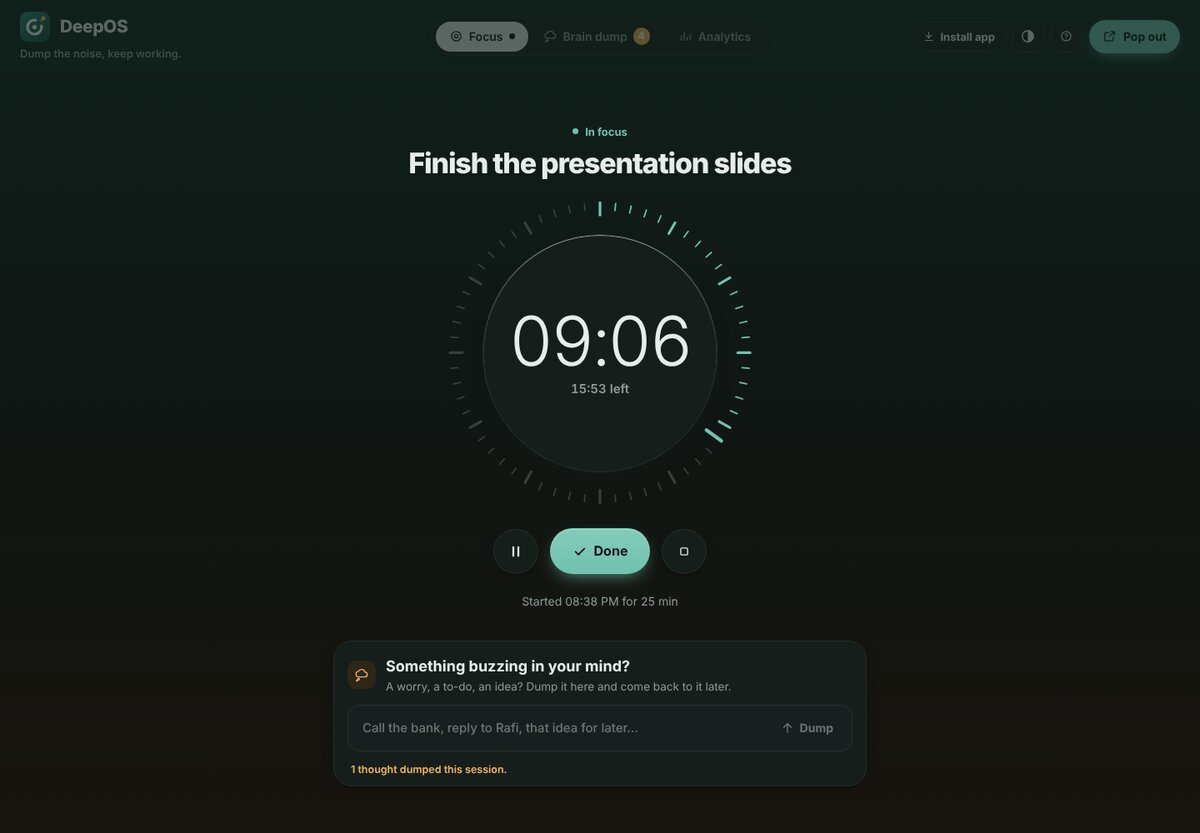 DeepOS
Dump the noise, keep working.
Focus
Brain dump 4
Analytics
Install app
Pop out
In focus
Finish the presentation slides
09:06
15:53 left
Done
Started 08:38 PM for 25 min
Something buzzing in your mind?
A worry, a to-do, an idea? Dump it here and come back to it later.
Call the bank, reply to Rafi, that idea for later...
Dump
1 thought dumped this session.